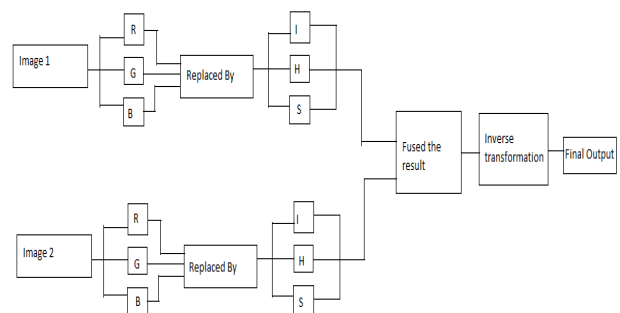 Image 1
R
G
B
Replaced By
I
H
S
Image 2
R
G
B
Replaced By
I
H
S
Fused the
result
Inverse
transformation
Final Output